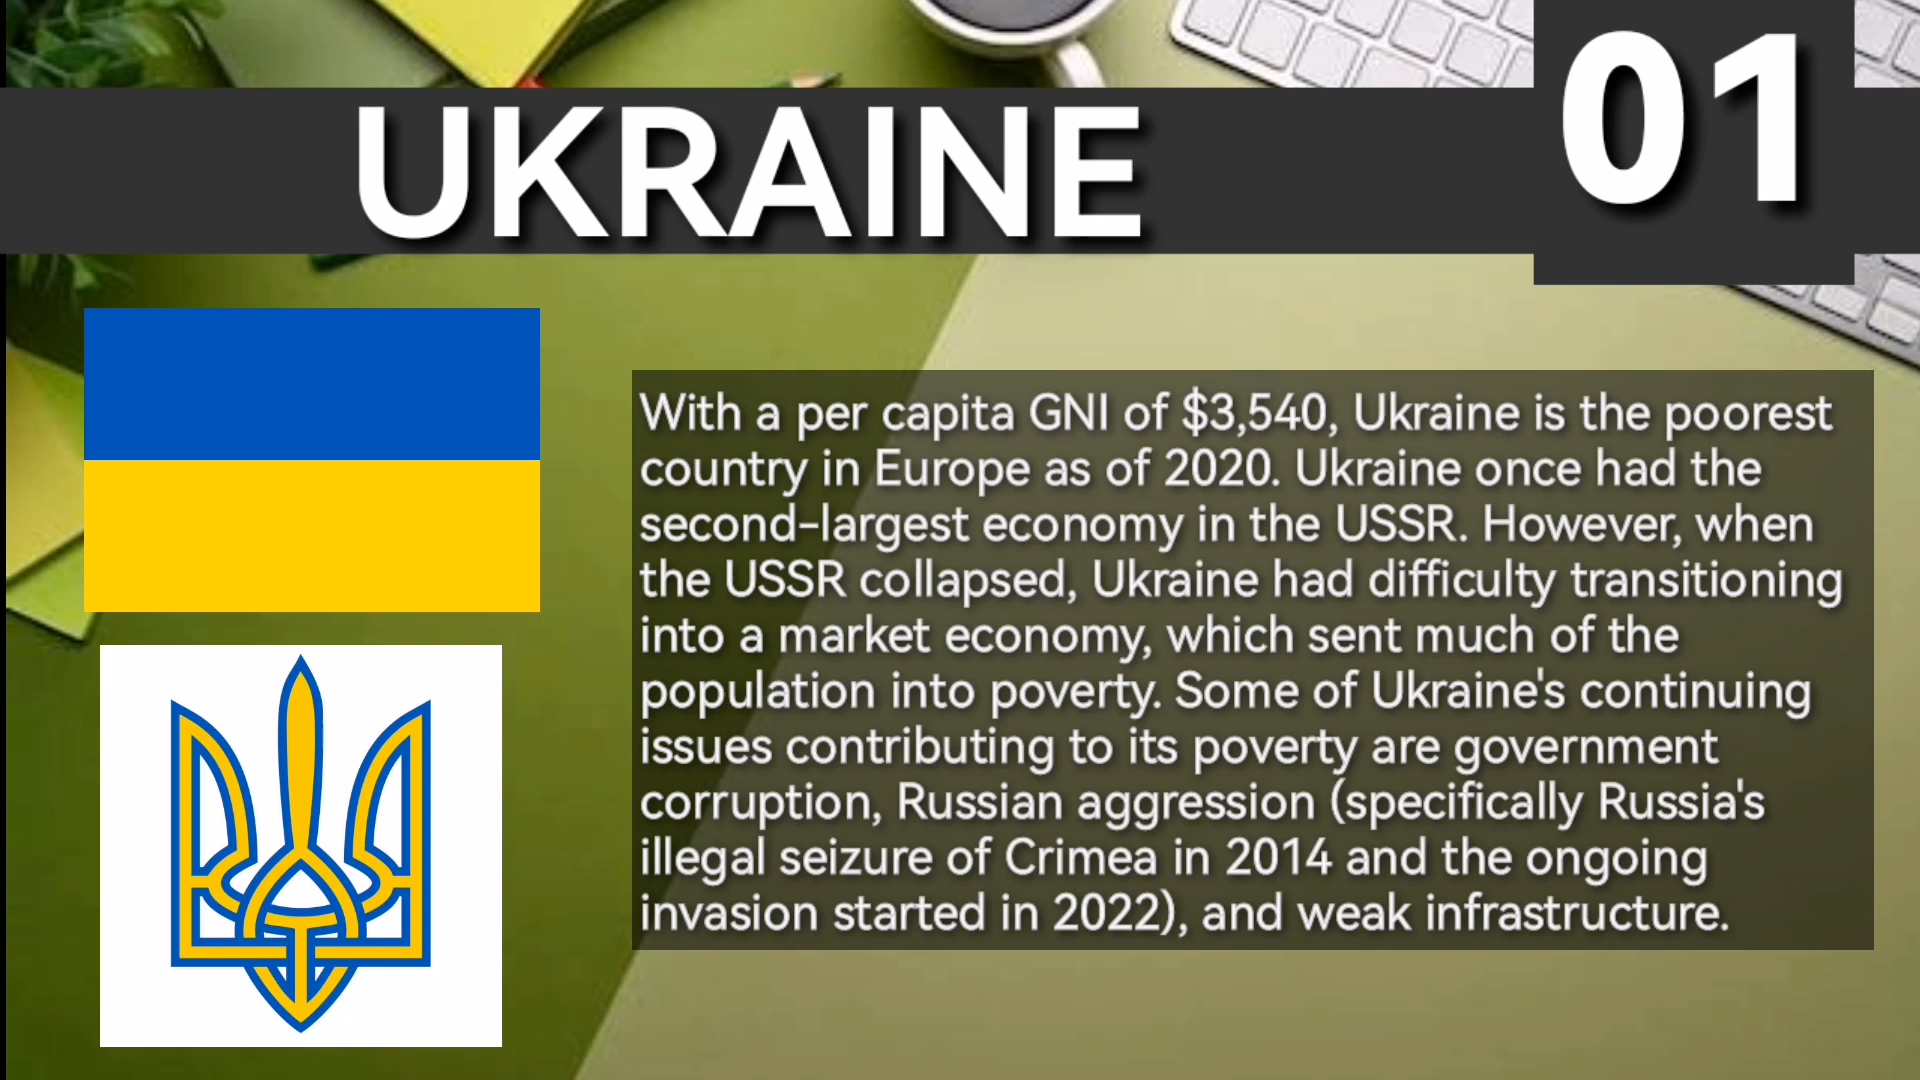 UKRAINE
01
With a per capita GNI of $3,540, Ukraine is the poorest
country in Europe as of 2020. Ukraine once had the
second-largest economy in the USSR. However, when
the USSR collapsed, Ukraine had difficulty transitioning
into a market economy, which sent much of the
population into poverty. Some of Ukraine's continuing
issues contributing to its poverty are government
corruption, Russian aggression (specifically Russia's
illegal seizure of Crimea in 2014 and the ongoing
invasion started in 2022), and weak infrastructure.